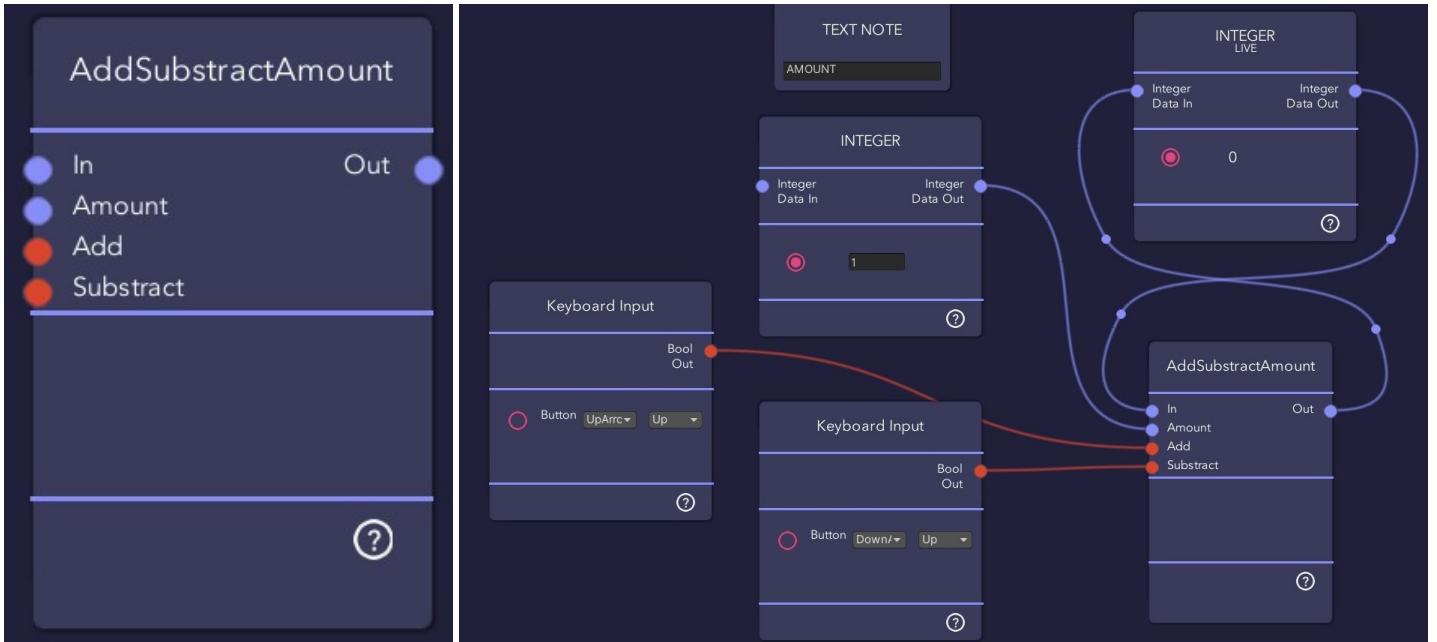 AddSubstractAmount
In Out
Amount
Add
Substract
?
TEXT NOTE
AMOUNT
INTEGER
LIVE
Integer Integer
Data In Data Out
0
?
INTEGER
Integer Integer
Data In Data Out
1
?
Keyboard Input
Bool
Out
Button UpArrc Up
?
Keyboard Input
Bool
Out
Button Down/ Up
?
AddSubstractAmount
In Out
Amount
Add
Substract
?